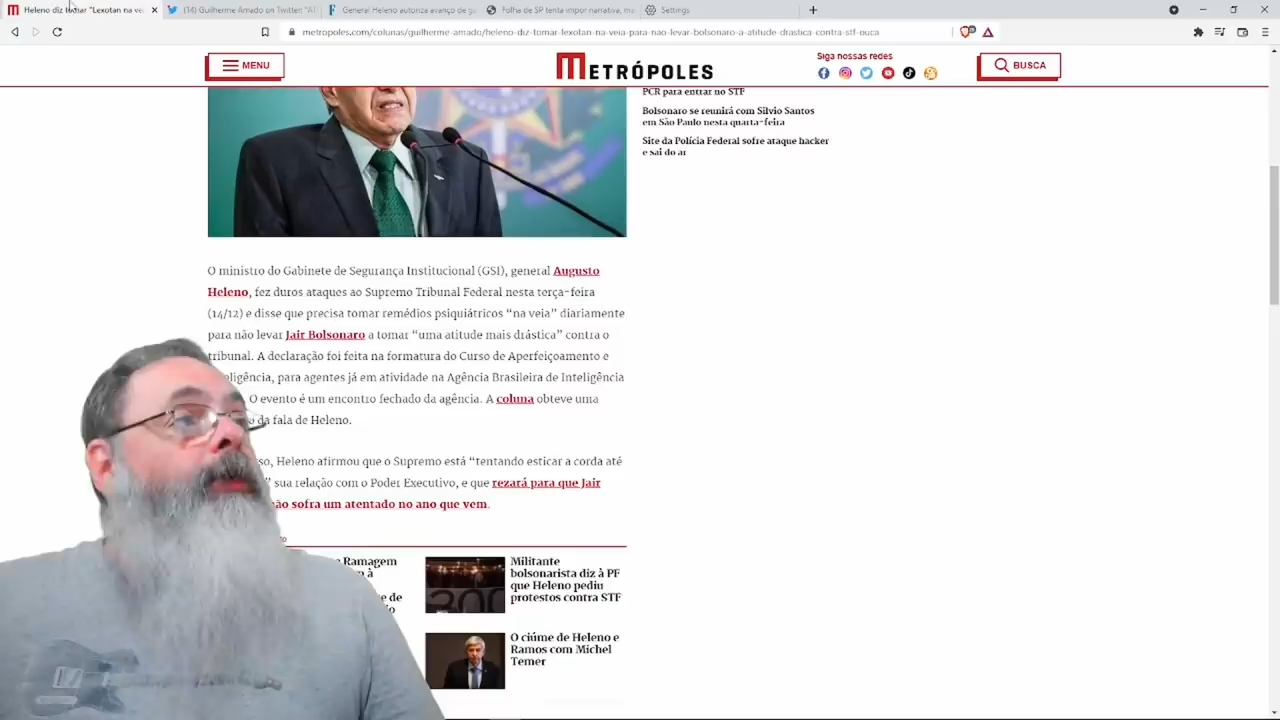 Heleno diz tomar "Lexotan na ve
(14) Guilherme Amado on Twitter: "AT
General Heleno autoriza avanço de ga
Folha de SP tenta impor narrativa, ma
Settings
metropoles.com/colunas/guilherme-amado/heleno-diz-tomar-lexotan-na-veia-para-nao-levar-bolsonaro-a-atitude-drastica-contra-stf-ouca
MENU
METRÓPOLES
Siga nossas redes
BUSCA
PCR para entrar no STF
Bolsonaro se reunirá com Silvio Santos
em São Paulo nesta quarta-feira
Site da Polícia Federal sofre ataque hacker
e sai do ar
O ministro do Gabinete de Segurança Institucional (GSI), general Augusto
Heleno, fez duros ataques ao Supremo Tribunal Federal nesta terça-feira
(14/12) e disse que precisa tomar remédios psiquiátricos “na veia” diariamente
para não levar Jair Bolsonaro a tomar “uma atitude mais drástica” contra o
tribunal. A declaração foi feita na formatura do Curso de Aperfeiçoamento e
eligência, para agentes já em atividade na Agência Brasileira de Inteligência
O evento é um encontro fechado da agência. A coluna obteve uma
da fala de Heleno.
so, Heleno afirmou que o Supremo está “tentando esticar a corda até
” sua relação com o Poder Executivo, e que rezará para que Jair
não sofra um atentado no ano que vem.
Ramagem
à
de
Militante
bolsonarista diz à PF
que Heleno pediu
protestos contra STF
O ciúme de Heleno e
Ramos com Michel
Temer